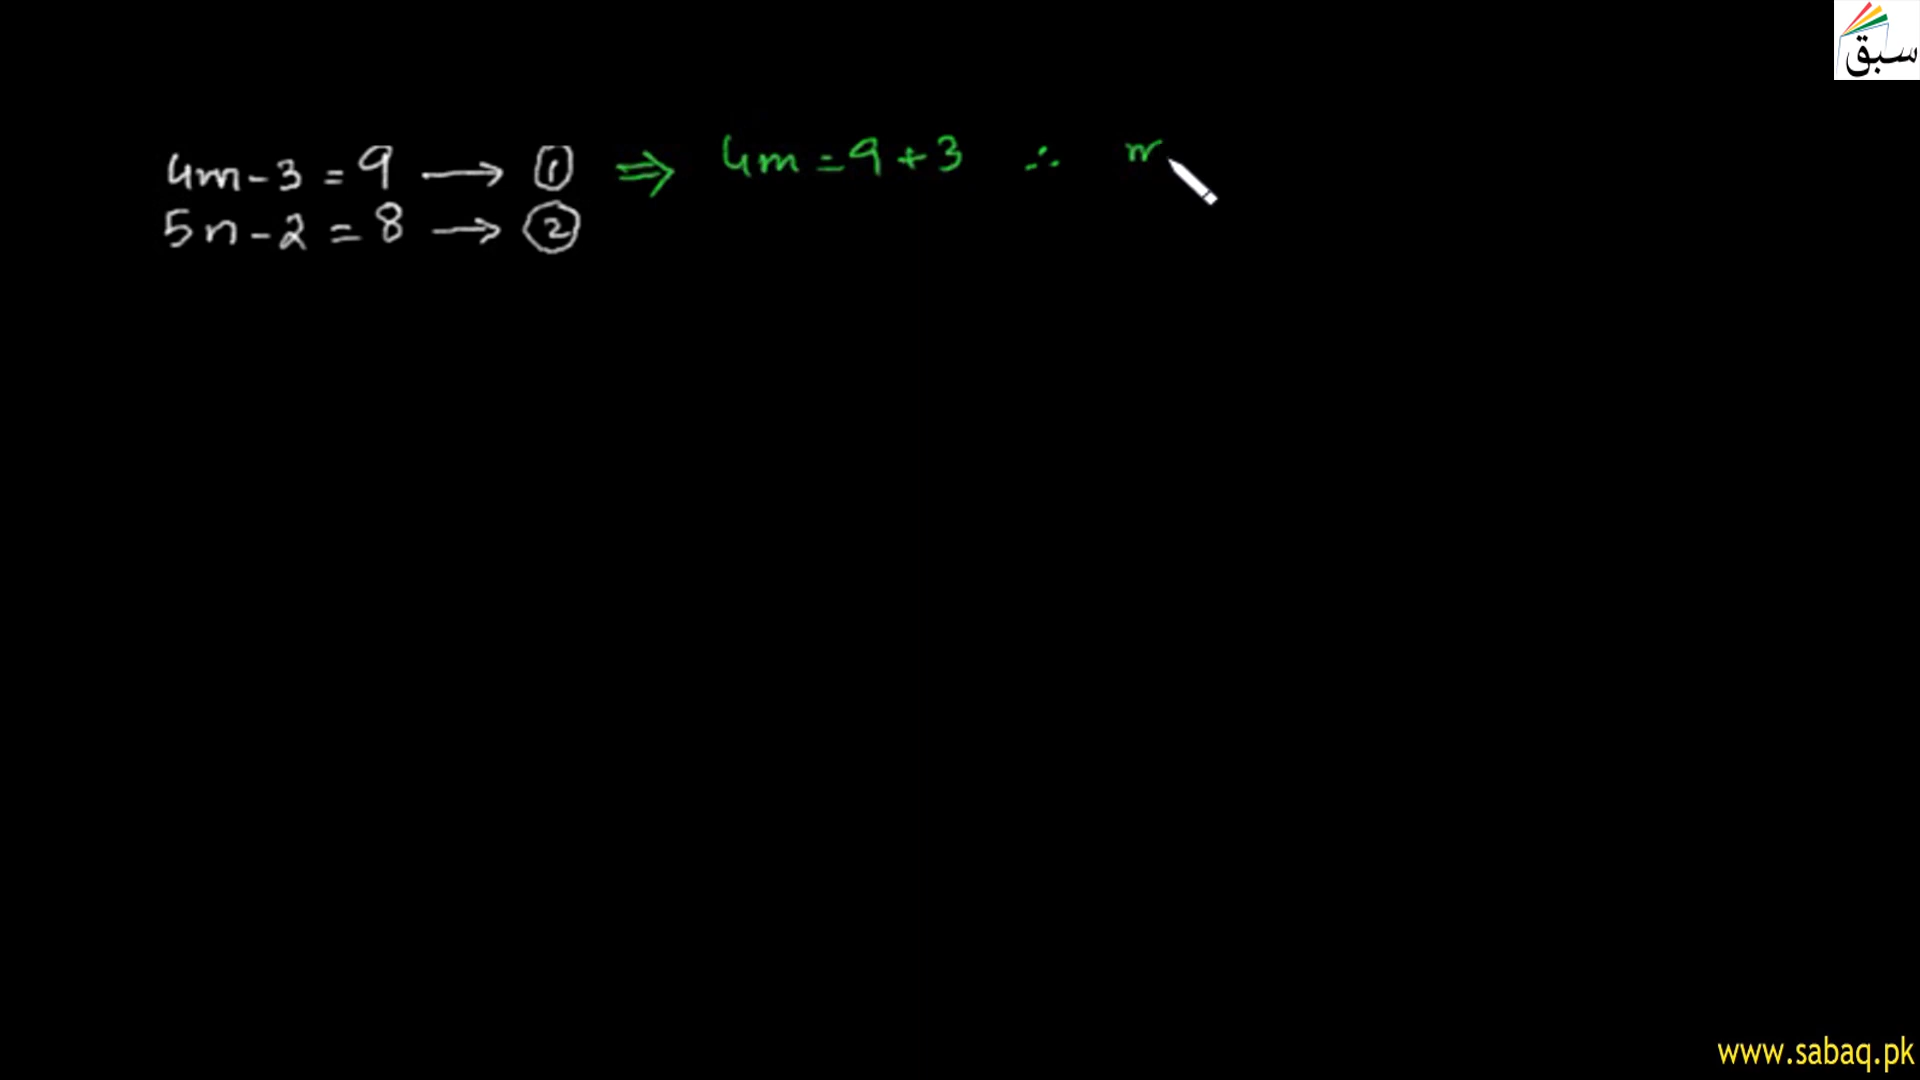 سبق
4m - 3 = 9 → ① ⇒ 4m = 9 + 3 ∴ m
5n - 2 = 8 → ②
www.sabaq.pk